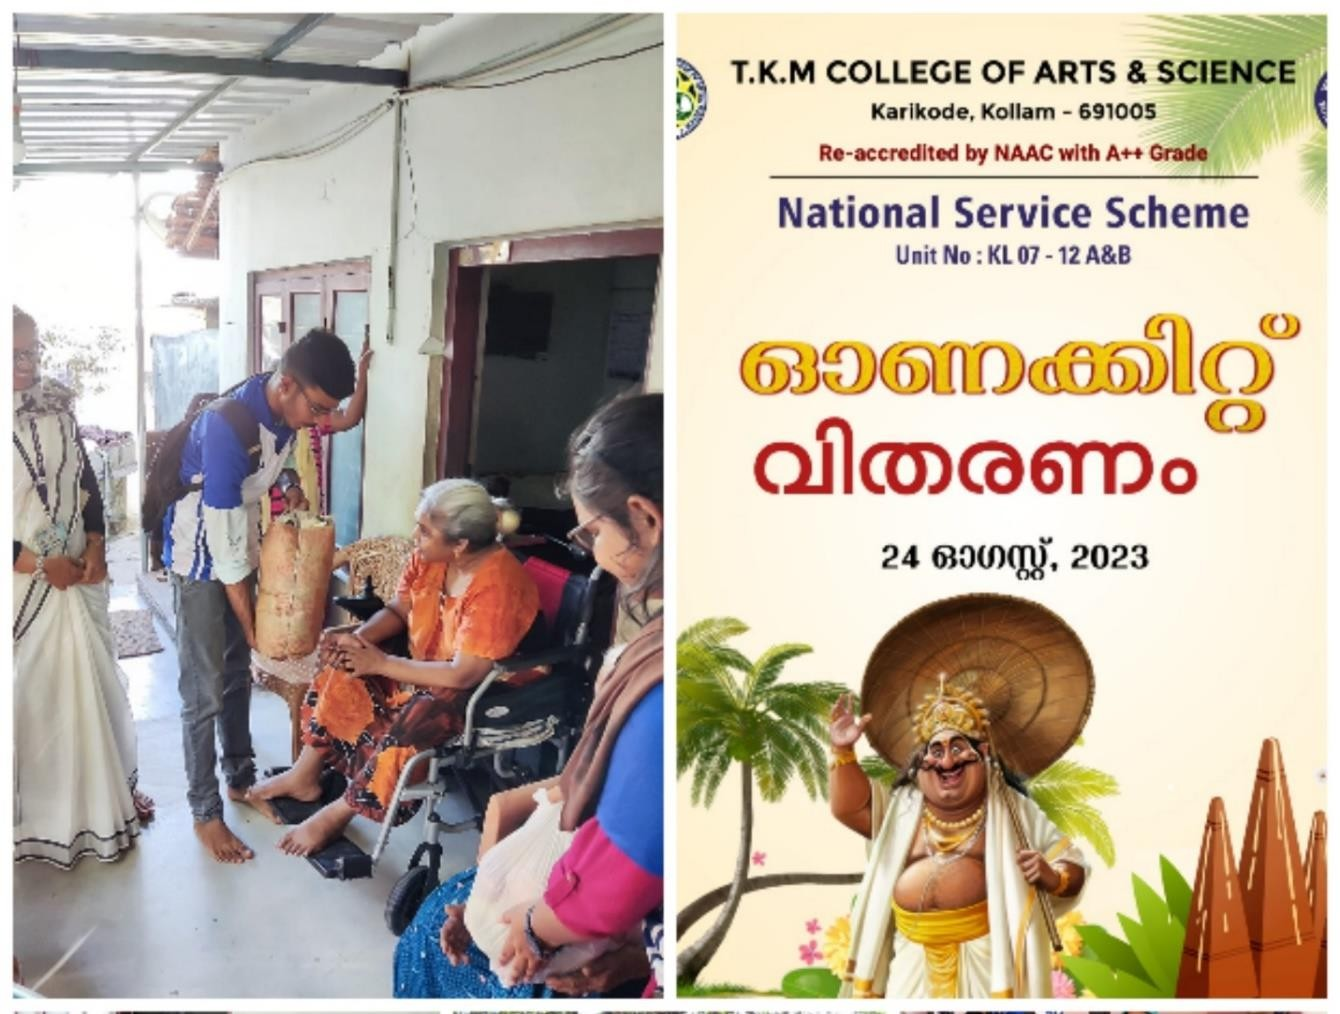 T.K.M COLLEGE OF ARTS & SCIENCE
Karikode, Kollam - 691005
Re-accredited by NAAC with A++ Grade
National Service Scheme
Unit No : KL 07 - 12 A&B
ഓണക്കിറ്റ്
വിതരണം
24 ഓഗസ്റ്റ്, 2023